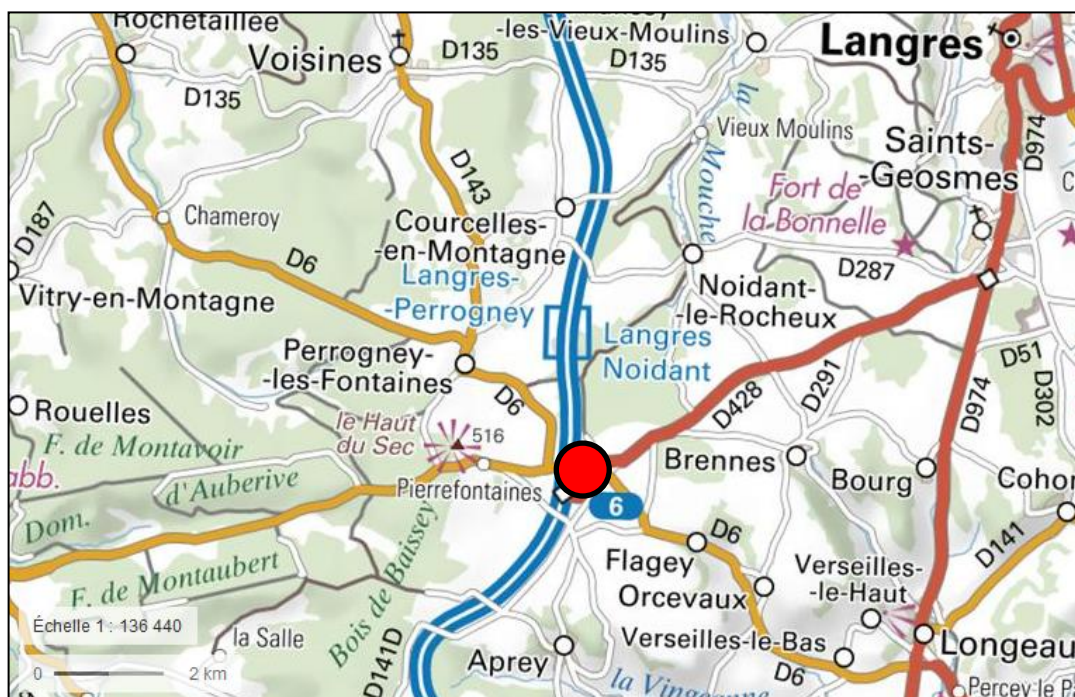 Rochetaillée
-les-Vieux-Moulins
Langres
Voisines
D135
D135
D135
D974
la
Mouche
Vieux Moulins
Saints-
-Geosmes
D143
Fort de
la Bonnelle
D187
Chameroy
Courcelles-
-en-Montagne
D6
D287
Langres-
-Perrogney
Vitry-en-Montagne
Noidant-
-le-Rocheux
Langres
Noidant
Perrogney-
-les-Fontaines
D51
D302
D6
D428
D291
D974
Rouelles
le Haut
du Sec
516
F. de Montavoir
d'Auberive
abb.
Dom.
Brennes
Bourg
Cohon
Pierrefontaines
6
D6
D141
Flagey
F. de Montaubert
Bois de Baissey
Orcevaux
Verseilles-
-le-Haut
Échelle 1 : 136 440
la Salle
D141D
Aprey
Verseilles-le-Bas
Longeau
D6
0
2 km
la Vingeanne
Percey le P